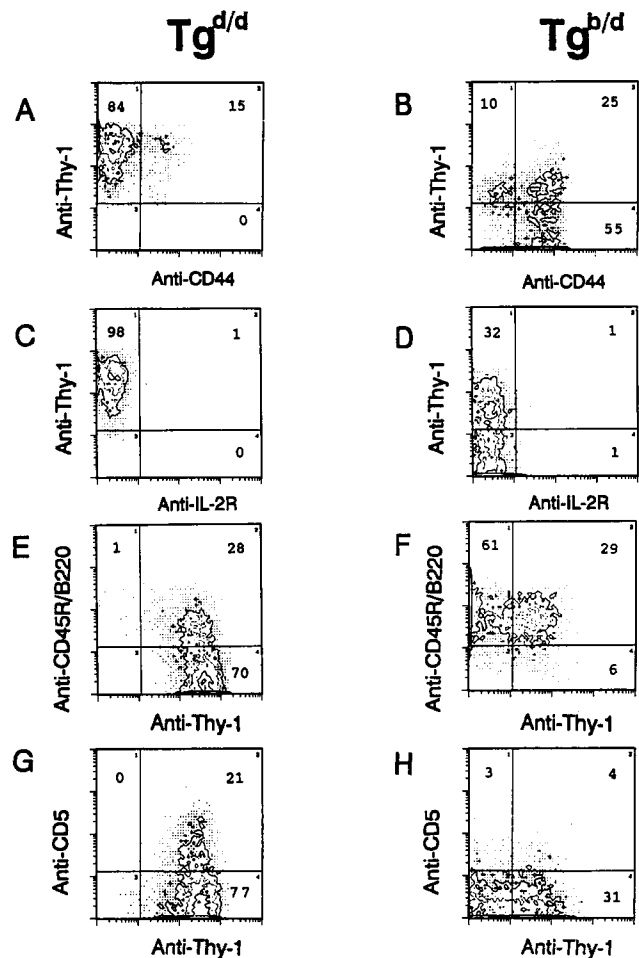 Tg d/d
Tg b/d
A
84
15
0
Anti-Thy-1
Anti-CD44
B
10
25
55
Anti-Thy-1
Anti-CD44
C
98
1
0
Anti-Thy-1
Anti-IL-2R
D
32
1
1
Anti-Thy-1
Anti-IL-2R
E
1
28
70
Anti-CD45R/B220
Anti-Thy-1
F
61
29
6
Anti-CD45R/B220
Anti-Thy-1
G
0
21
77
Anti-CD5
Anti-Thy-1
H
3
4
31
Anti-CD5
Anti-Thy-1